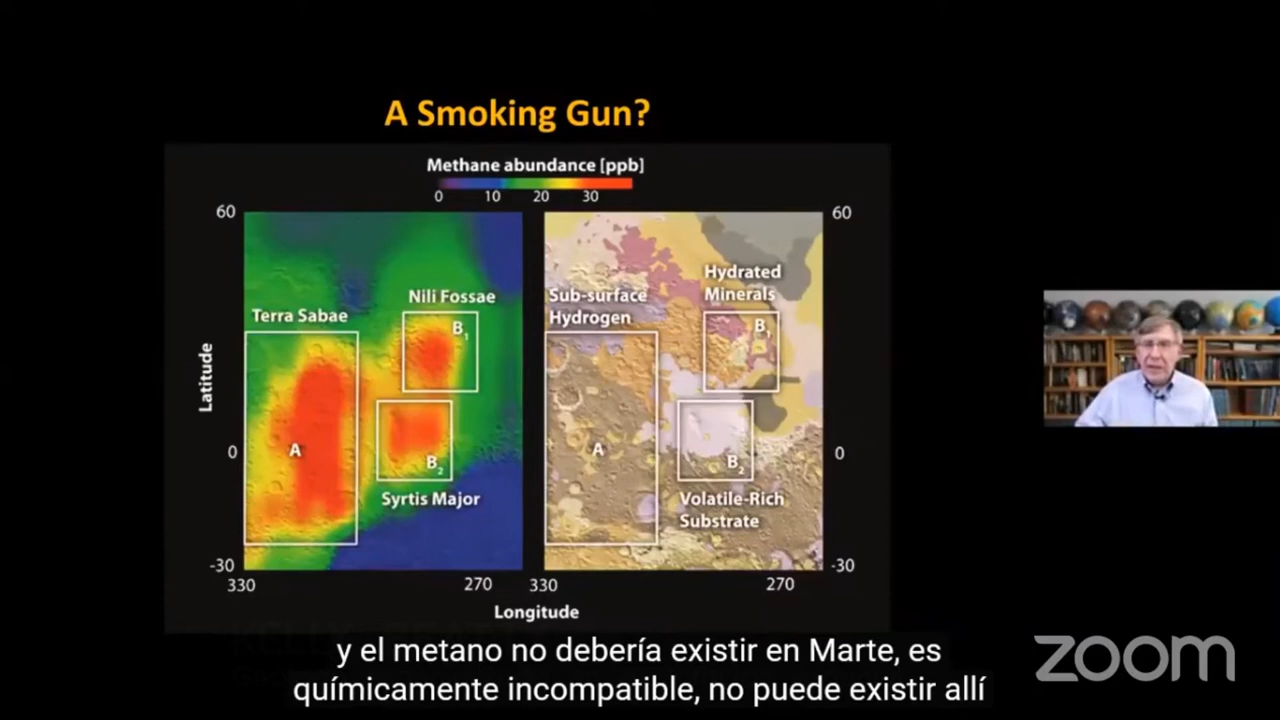 A Smoking Gun?
Methane abundance [ppb]
0 10 20 30
60
60
Terra Sabae
Nili Fossae
B1
A
B2
Syrtis Major
Latitude
0
-30
330
270
Sub-surface
Hydrogen
Hydrated
Minerals
B1
A
B2
Volatile-Rich
Substrate
0
-30
330
270
Longitude
y el metano no debería existir en Marte, es
químicamente incompatible, no puede existir allí
zoom